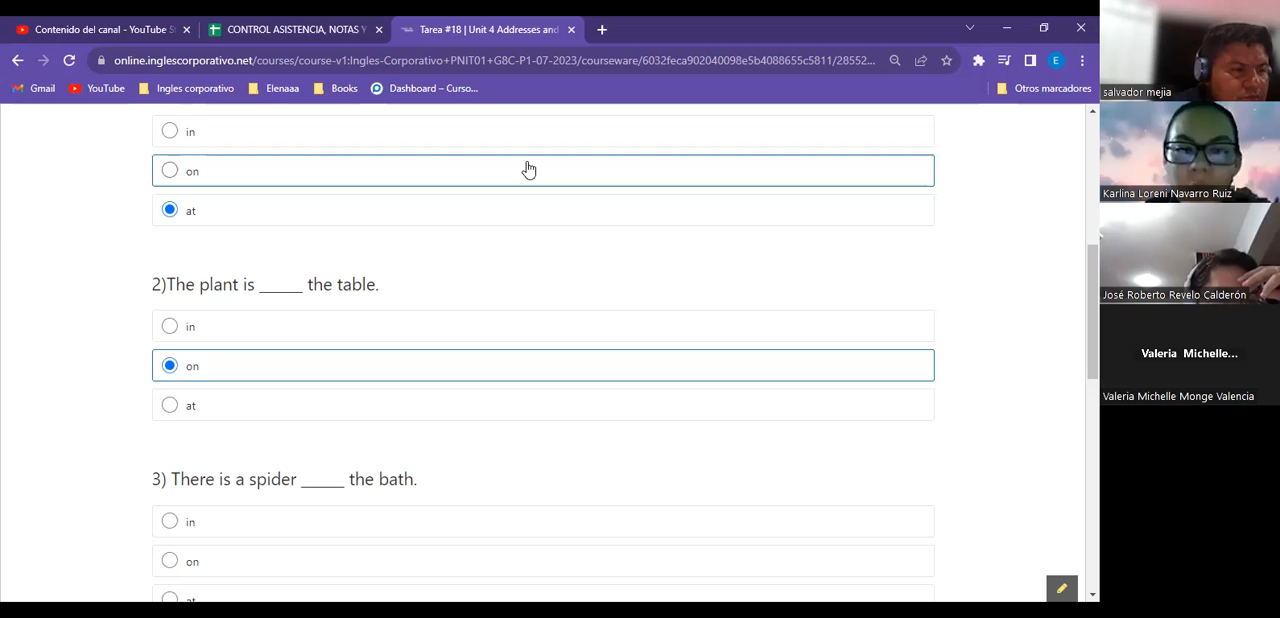 Contenido del canal - YouTube S
CONTROL ASISTENCIA, NOTAS Y
Tarea #18 | Unit 4 Addresses and
online.inglescorporativo.net/courses/course-v1:Ingles-Corporativo+PNIT01+G8C-P1-07-2023/courseware/6032feca902040098e5b4088655c5811/28552...
E
Gmail
YouTube
Ingles corporativo
Elenaaa
Books
Dashboard – Curso...
Otros marcadores
in
on
at
2)The plant is _____ the table.
in
on
at
3) There is a spider _____ the bath.
in
on
at
salvador mejia
Karlina Loreni Navarro Ruiz
José Roberto Revelo Calderón
Valeria Michelle...
Valeria Michelle Monge Valencia